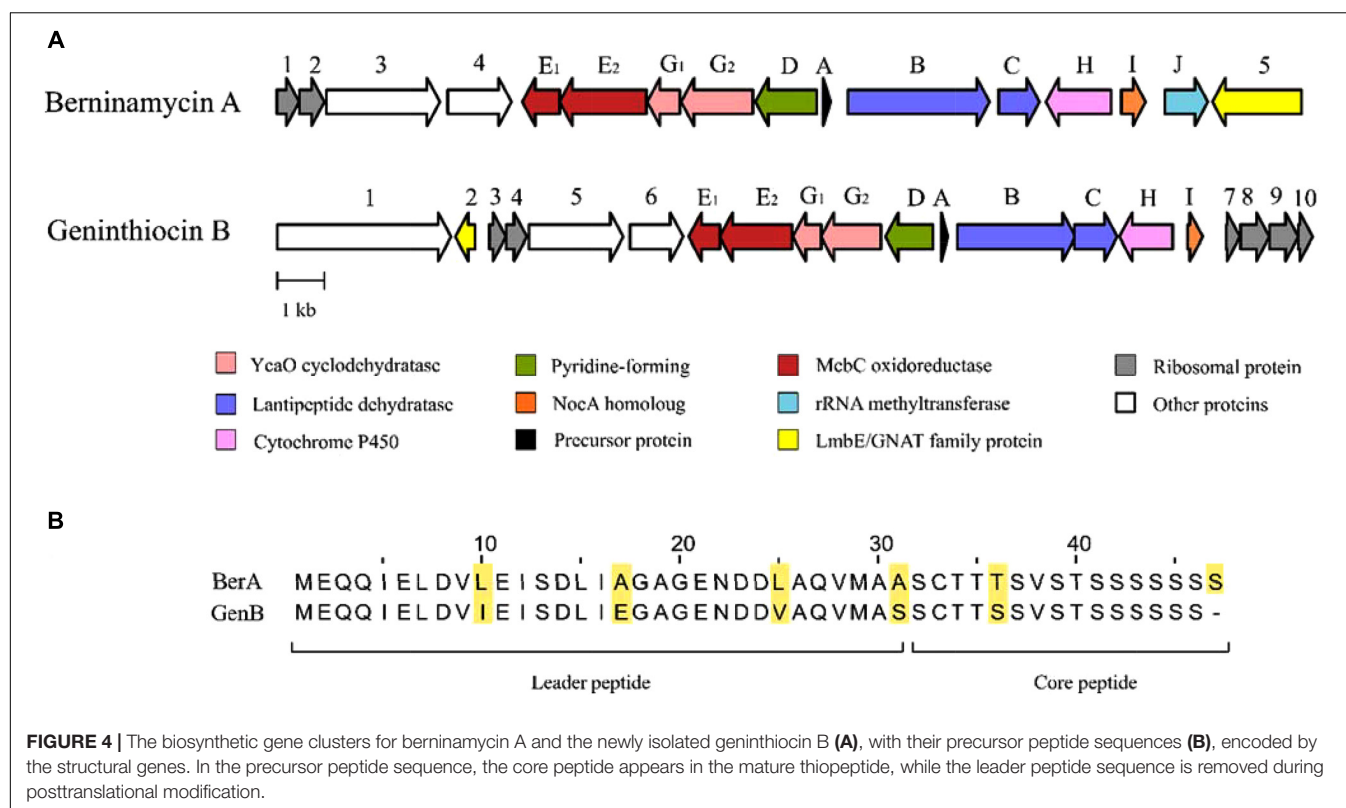 A
1 2 3 4 E1 E2 G1 G2 D A B C H I J 5
Berninamycin A
1 2 3 4 5 6 E1 E2 G1 G2 D A B C H I 7 8 9 10
Geninthiocin B
1 kb
YcaO cyclodehydratase Pyridine-forming McbC oxidoreductase Ribosomal protein
Lantipeptide dehydratase NocA homoloug rRNA methyltransferase Other proteins
Cytochrome P450 Precursor protein LmbE/GNAT family protein
B
10 20 30 40
BerA MEQQIELDVLEISDLIAGAGENDDLAQVMAASCTTTSVSTSSSSSSS
GenB MEQQIELDVIEISDLIEGAGENDDVAQVMASSCTTSSVSTSSSSSS-
Leader peptide Core peptide
FIGURE 4 | The biosynthetic gene clusters for berninamycin A and the newly isolated geninthiocin B (A), with their precursor peptide sequences (B), encoded by
the structural genes. In the precursor peptide sequence, the core peptide appears in the mature thiopeptide, while the leader peptide sequence is removed during
posttranslational modification.